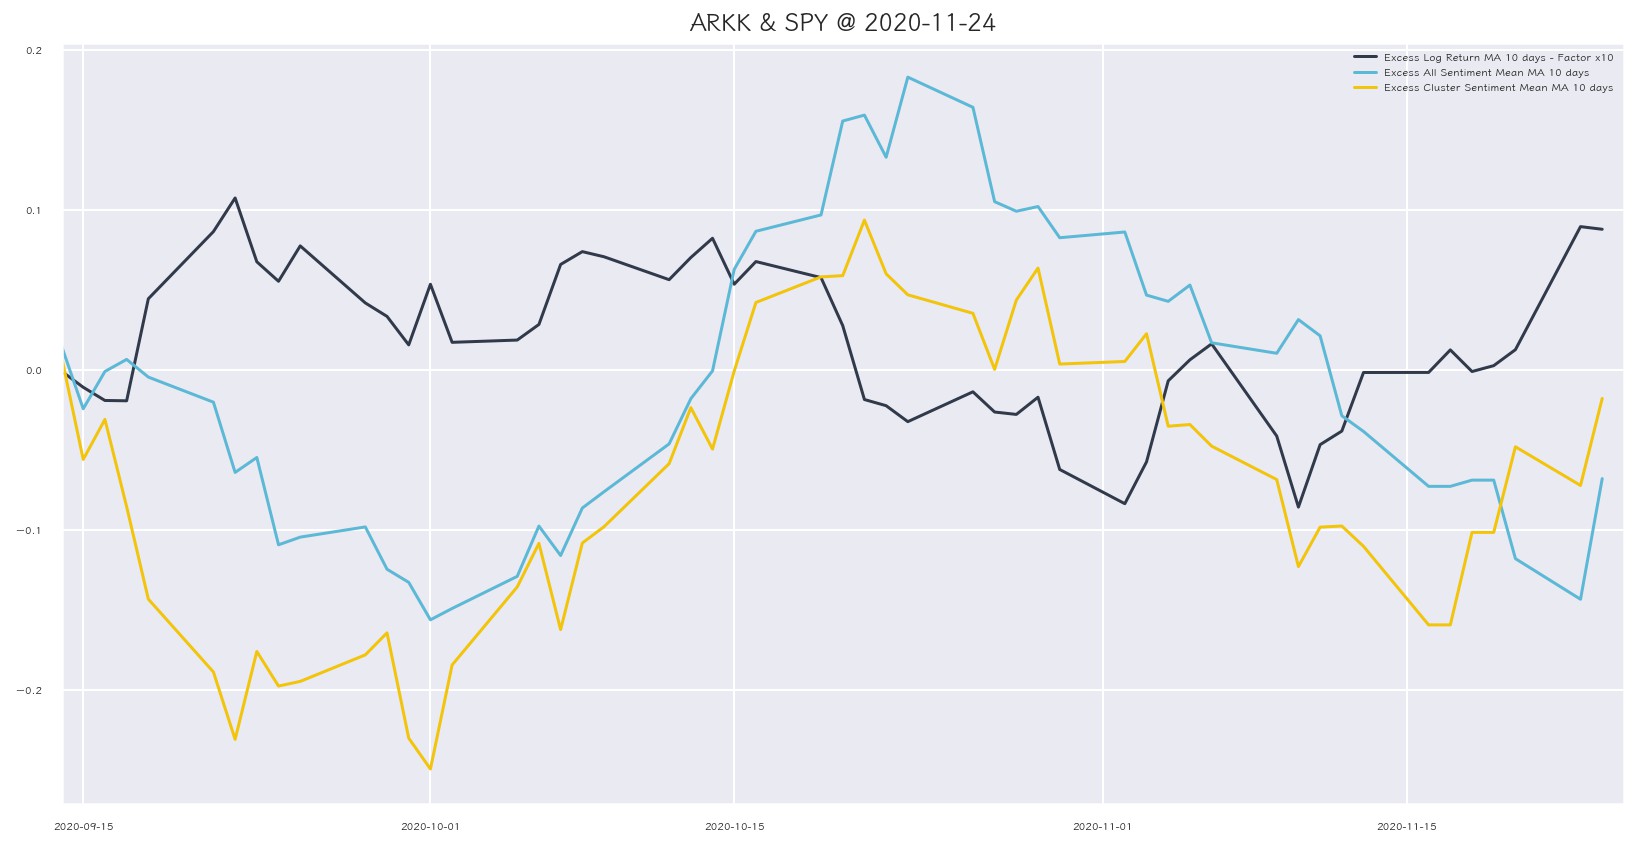 ARKK & SPY @ 2020-11-24
Excess Log Return MA 10 days - Factor x10
Excess All Sentiment Mean MA 10 days
Excess Cluster Sentiment Mean MA 10 days
0.2
0.1
0.0
−0.1
−0.2
2020-09-15 2020-10-01 2020-10-15 2020-11-01 2020-11-15